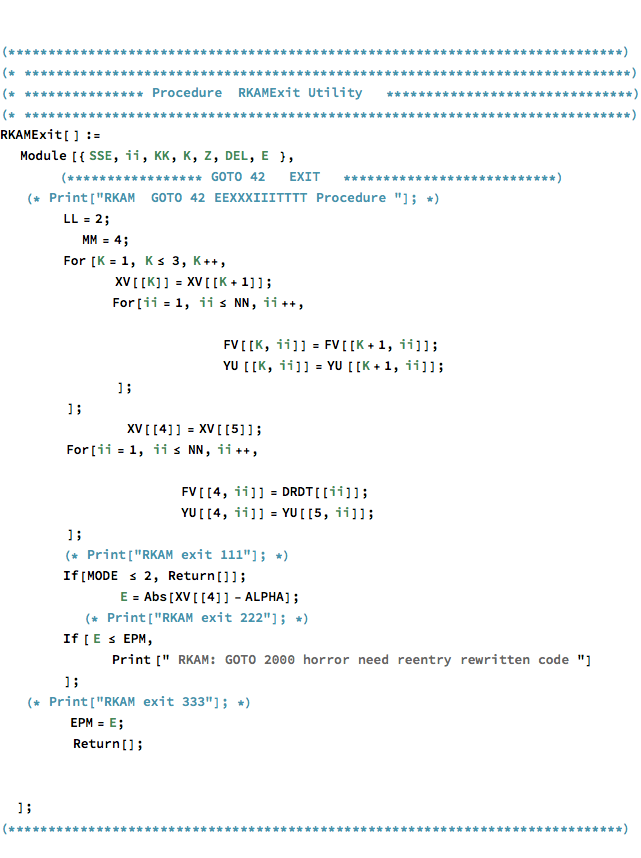 (*****************************************************************************)
(* ****************************************************************************)
(* *************** Procedure  RKAMExit Utility   *******************************)
(* ****************************************************************************)
RKAMExit[] :=
Module[{SSE, ii, KK, K, Z, DEL, E },
(***************** GOTO 42   EXIT   ***************************)
(* Print["RKAM  GOTO 42 EEXXXIIITTTT Procedure "]; *)
LL = 2;
MM = 4;
For [K = 1, K ≤ 3, K++,
XV[[K]] = XV[[K + 1]];
For[ii = 1, ii ≤ NN, ii ++,
FV[[K, ii]] = FV[[K + 1, ii]];
YU [[K, ii]] = YU [[K + 1, ii]];
];
];
XV[[4]] = XV[[5]];
For[ii = 1, ii ≤ NN, ii ++,
FV[[4, ii]] = DRDT[[ii]];
YU[[4, ii]] = YU[[5, ii]];
];
(* Print["RKAM exit 111"]; *)
If[MODE ≤ 2, Return[]];
E = Abs[XV[[4]] - ALPHA];
(* Print["RKAM exit 222"]; *)
If [ E ≤ EPM,
Print [" RKAM: GOTO 2000 horror need reentry rewritten code "]
];
(* Print["RKAM exit 333"]; *)
EPM = E;
Return[];
];
(*****************************************************************************)